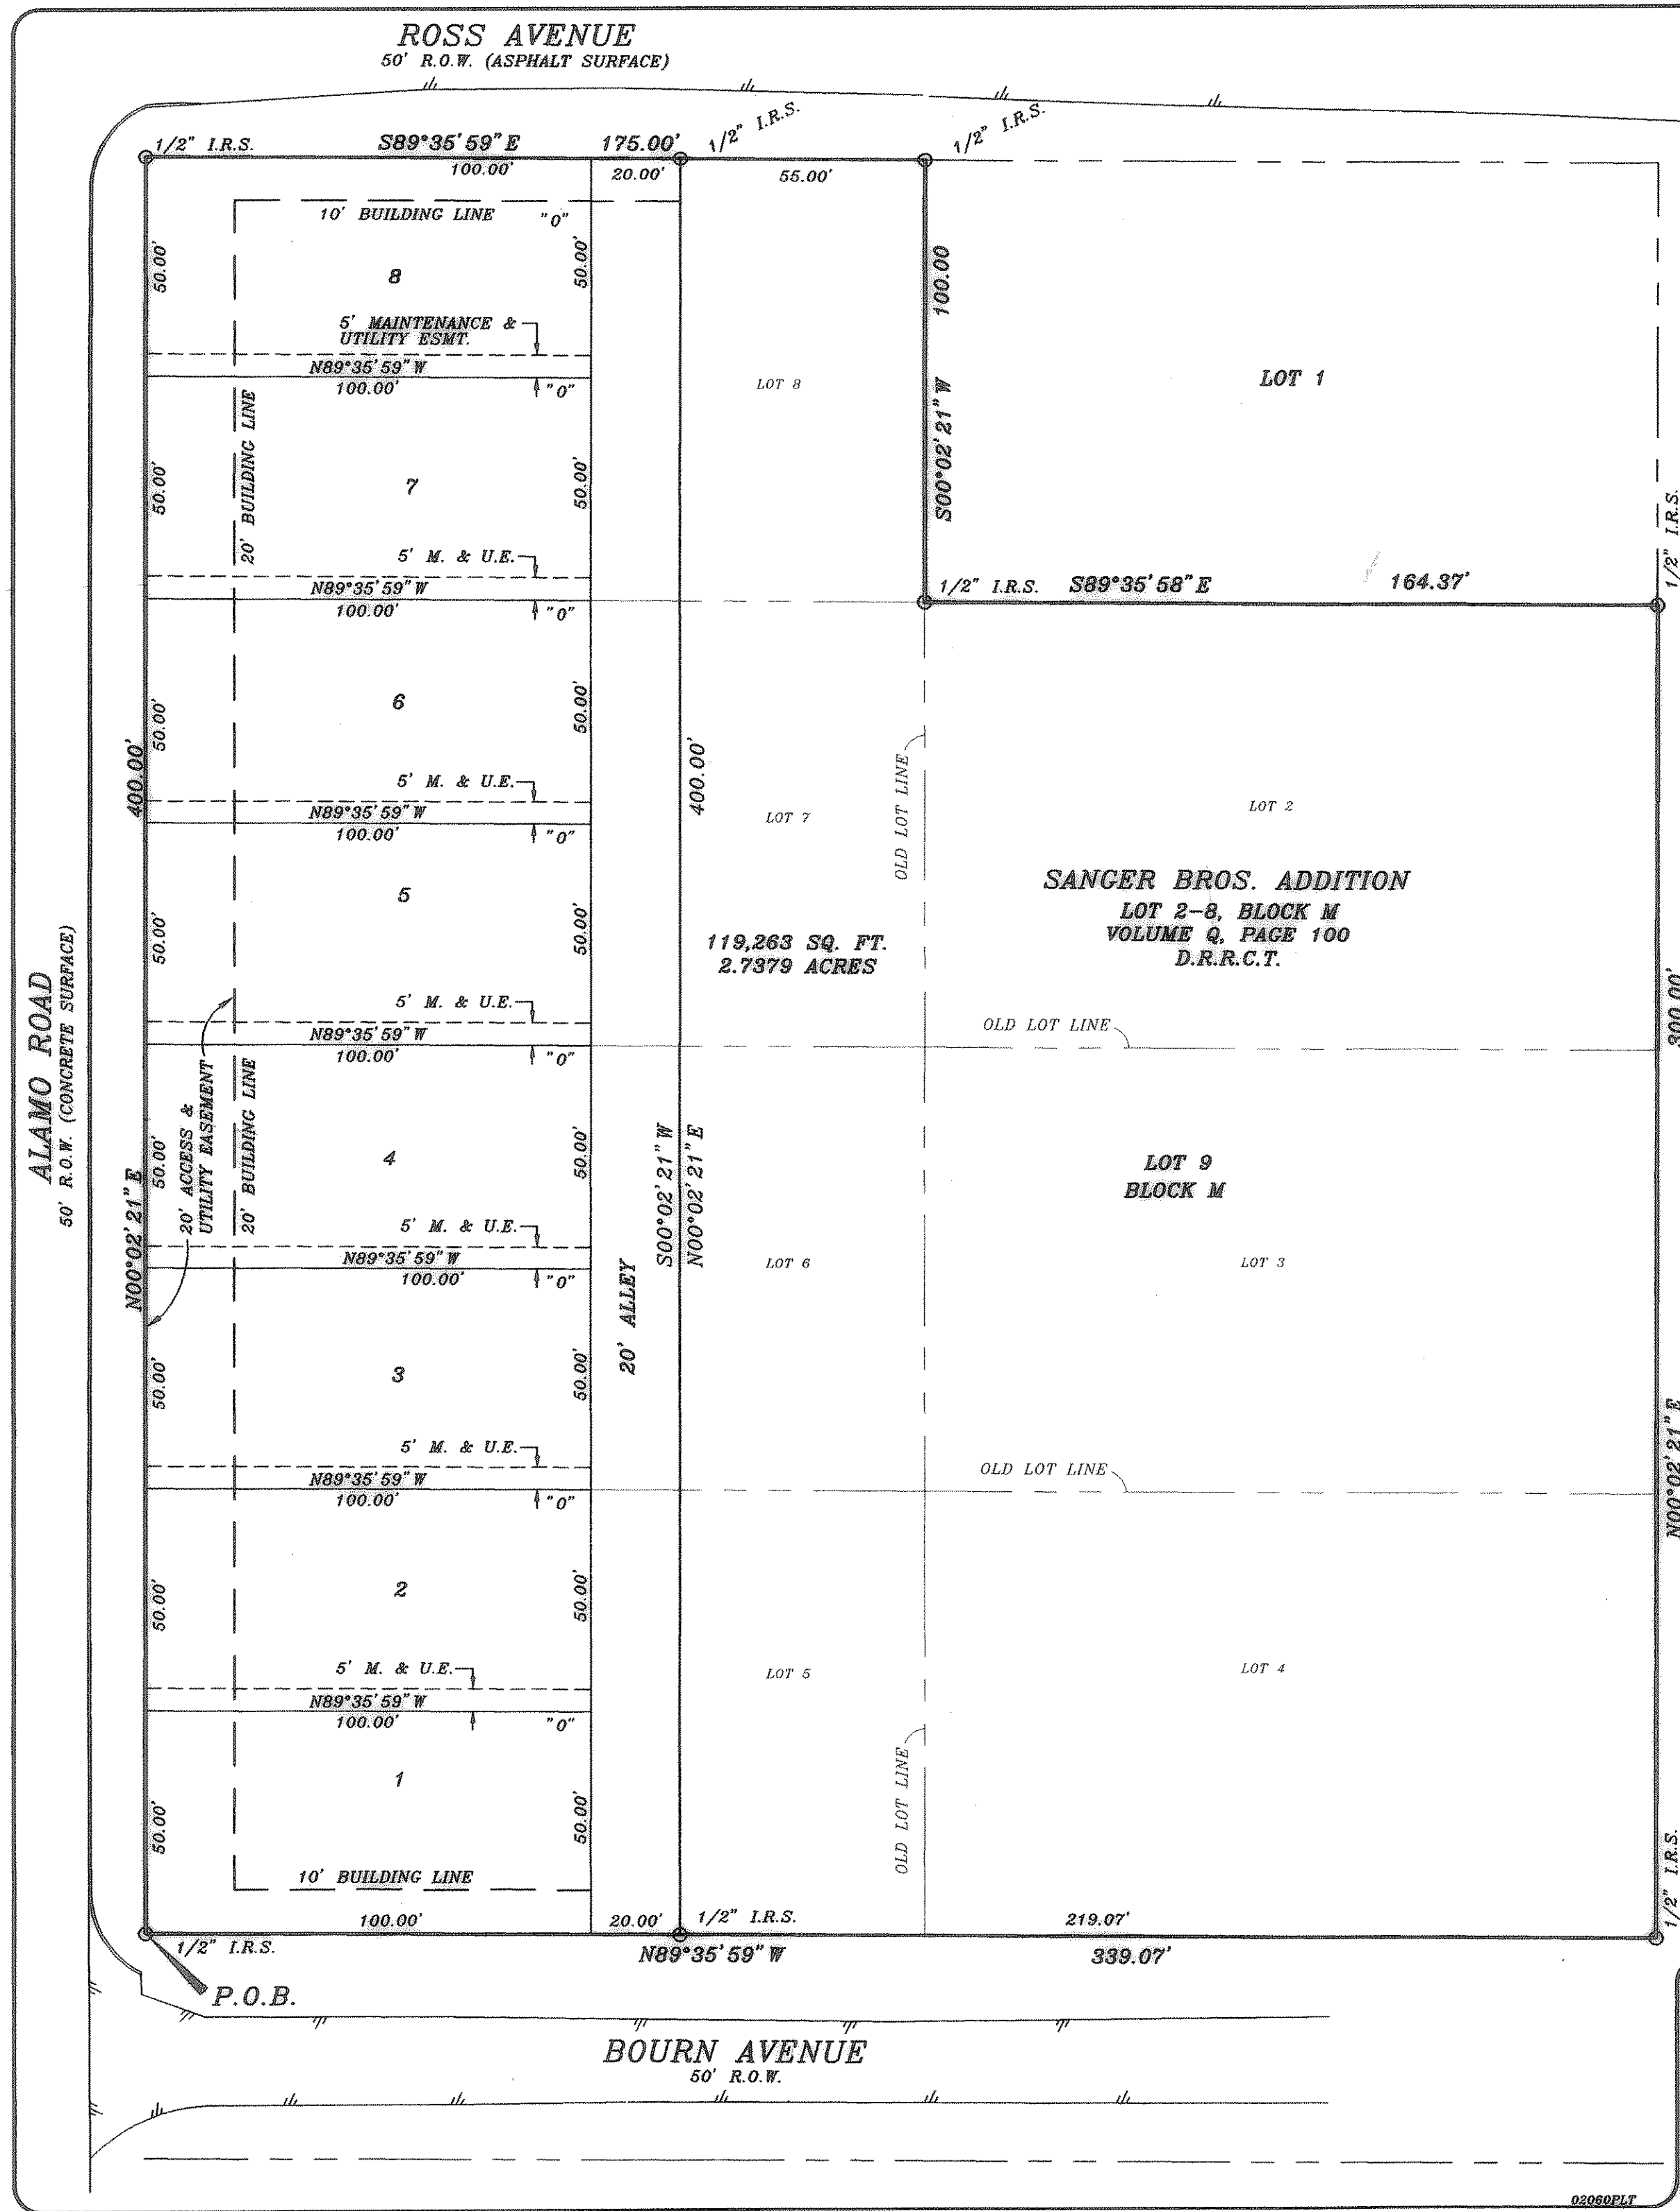 ROSS AVENUE
50' R.O.W. (ASPHALT SURFACE)
1/2" I.R.S.
S89°35'59" E
175.00'
1/2" I.R.S.
1/2" I.R.S.
100.00'
20.00'
55.00'
10' BUILDING LINE
"0"
50.00'
8
50.00'
5' MAINTENANCE &
UTILITY ESMT.
N89°35'59" W
100.00'
"0"
LOT 8
S00°02'21" W
100.00
LOT 1
20' BUILDING LINE
50.00'
7
50.00'
5' M. & U.E.
N89°35'59" W
100.00'
"0"
1/2" I.R.S.
S89°35'58" E
164.37'
1/2" I.R.S.
50.00'
6
50.00'
400.00'
400.00'
5' M. & U.E.
N89°35'59" W
100.00'
"0"
LOT 7
OLD LOT LINE
LOT 2
50.00'
5
50.00'
SANGER BROS. ADDITION
LOT 2-8, BLOCK M
VOLUME Q, PAGE 100
D.R.R.C.T.
119,263 SQ. FT.
2.7379 ACRES
5' M. & U.E.
N89°35'59" W
100.00'
"0"
OLD LOT LINE
300.00'
ALAMO ROAD
50' R.O.W. (CONCRETE SURFACE)
N00°02'21" E
20' ACCESS &
UTILITY EASEMENT
20' BUILDING LINE
50.00'
4
50.00'
S00°02'21" W
N00°02'21" E
LOT 9
BLOCK M
5' M. & U.E.
N89°35'59" W
100.00'
"0"
20' ALLEY
LOT 6
LOT 3
50.00'
3
50.00'
5' M. & U.E.
N89°35'59" W
100.00'
"0"
OLD LOT LINE
N00°02'21" E
50.00'
2
50.00'
5' M. & U.E.
N89°35'59" W
100.00'
"0"
LOT 5
LOT 4
50.00'
1
50.00'
OLD LOT LINE
10' BUILDING LINE
1/2" I.R.S.
100.00'
20.00'
1/2" I.R.S.
219.07'
1/2" I.R.S.
N89°35'59" W
339.07'
P.O.B.
BOURN AVENUE
50' R.O.W.
02060PLT